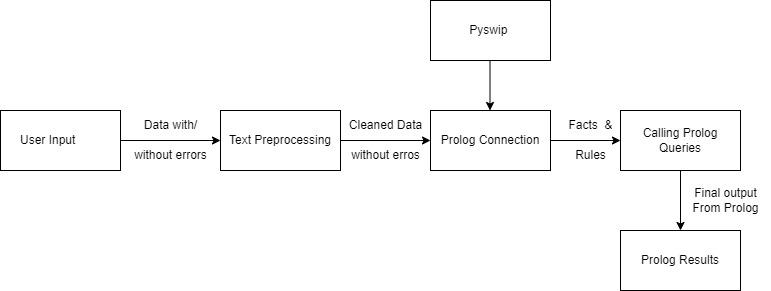 Pyswip
User Input
Data with/
without errors
Text Preprocessing
Cleaned Data
without erros
Prolog Connection
Facts &
Rules
Calling Prolog
Queries
Final output
From Prolog
Prolog Results